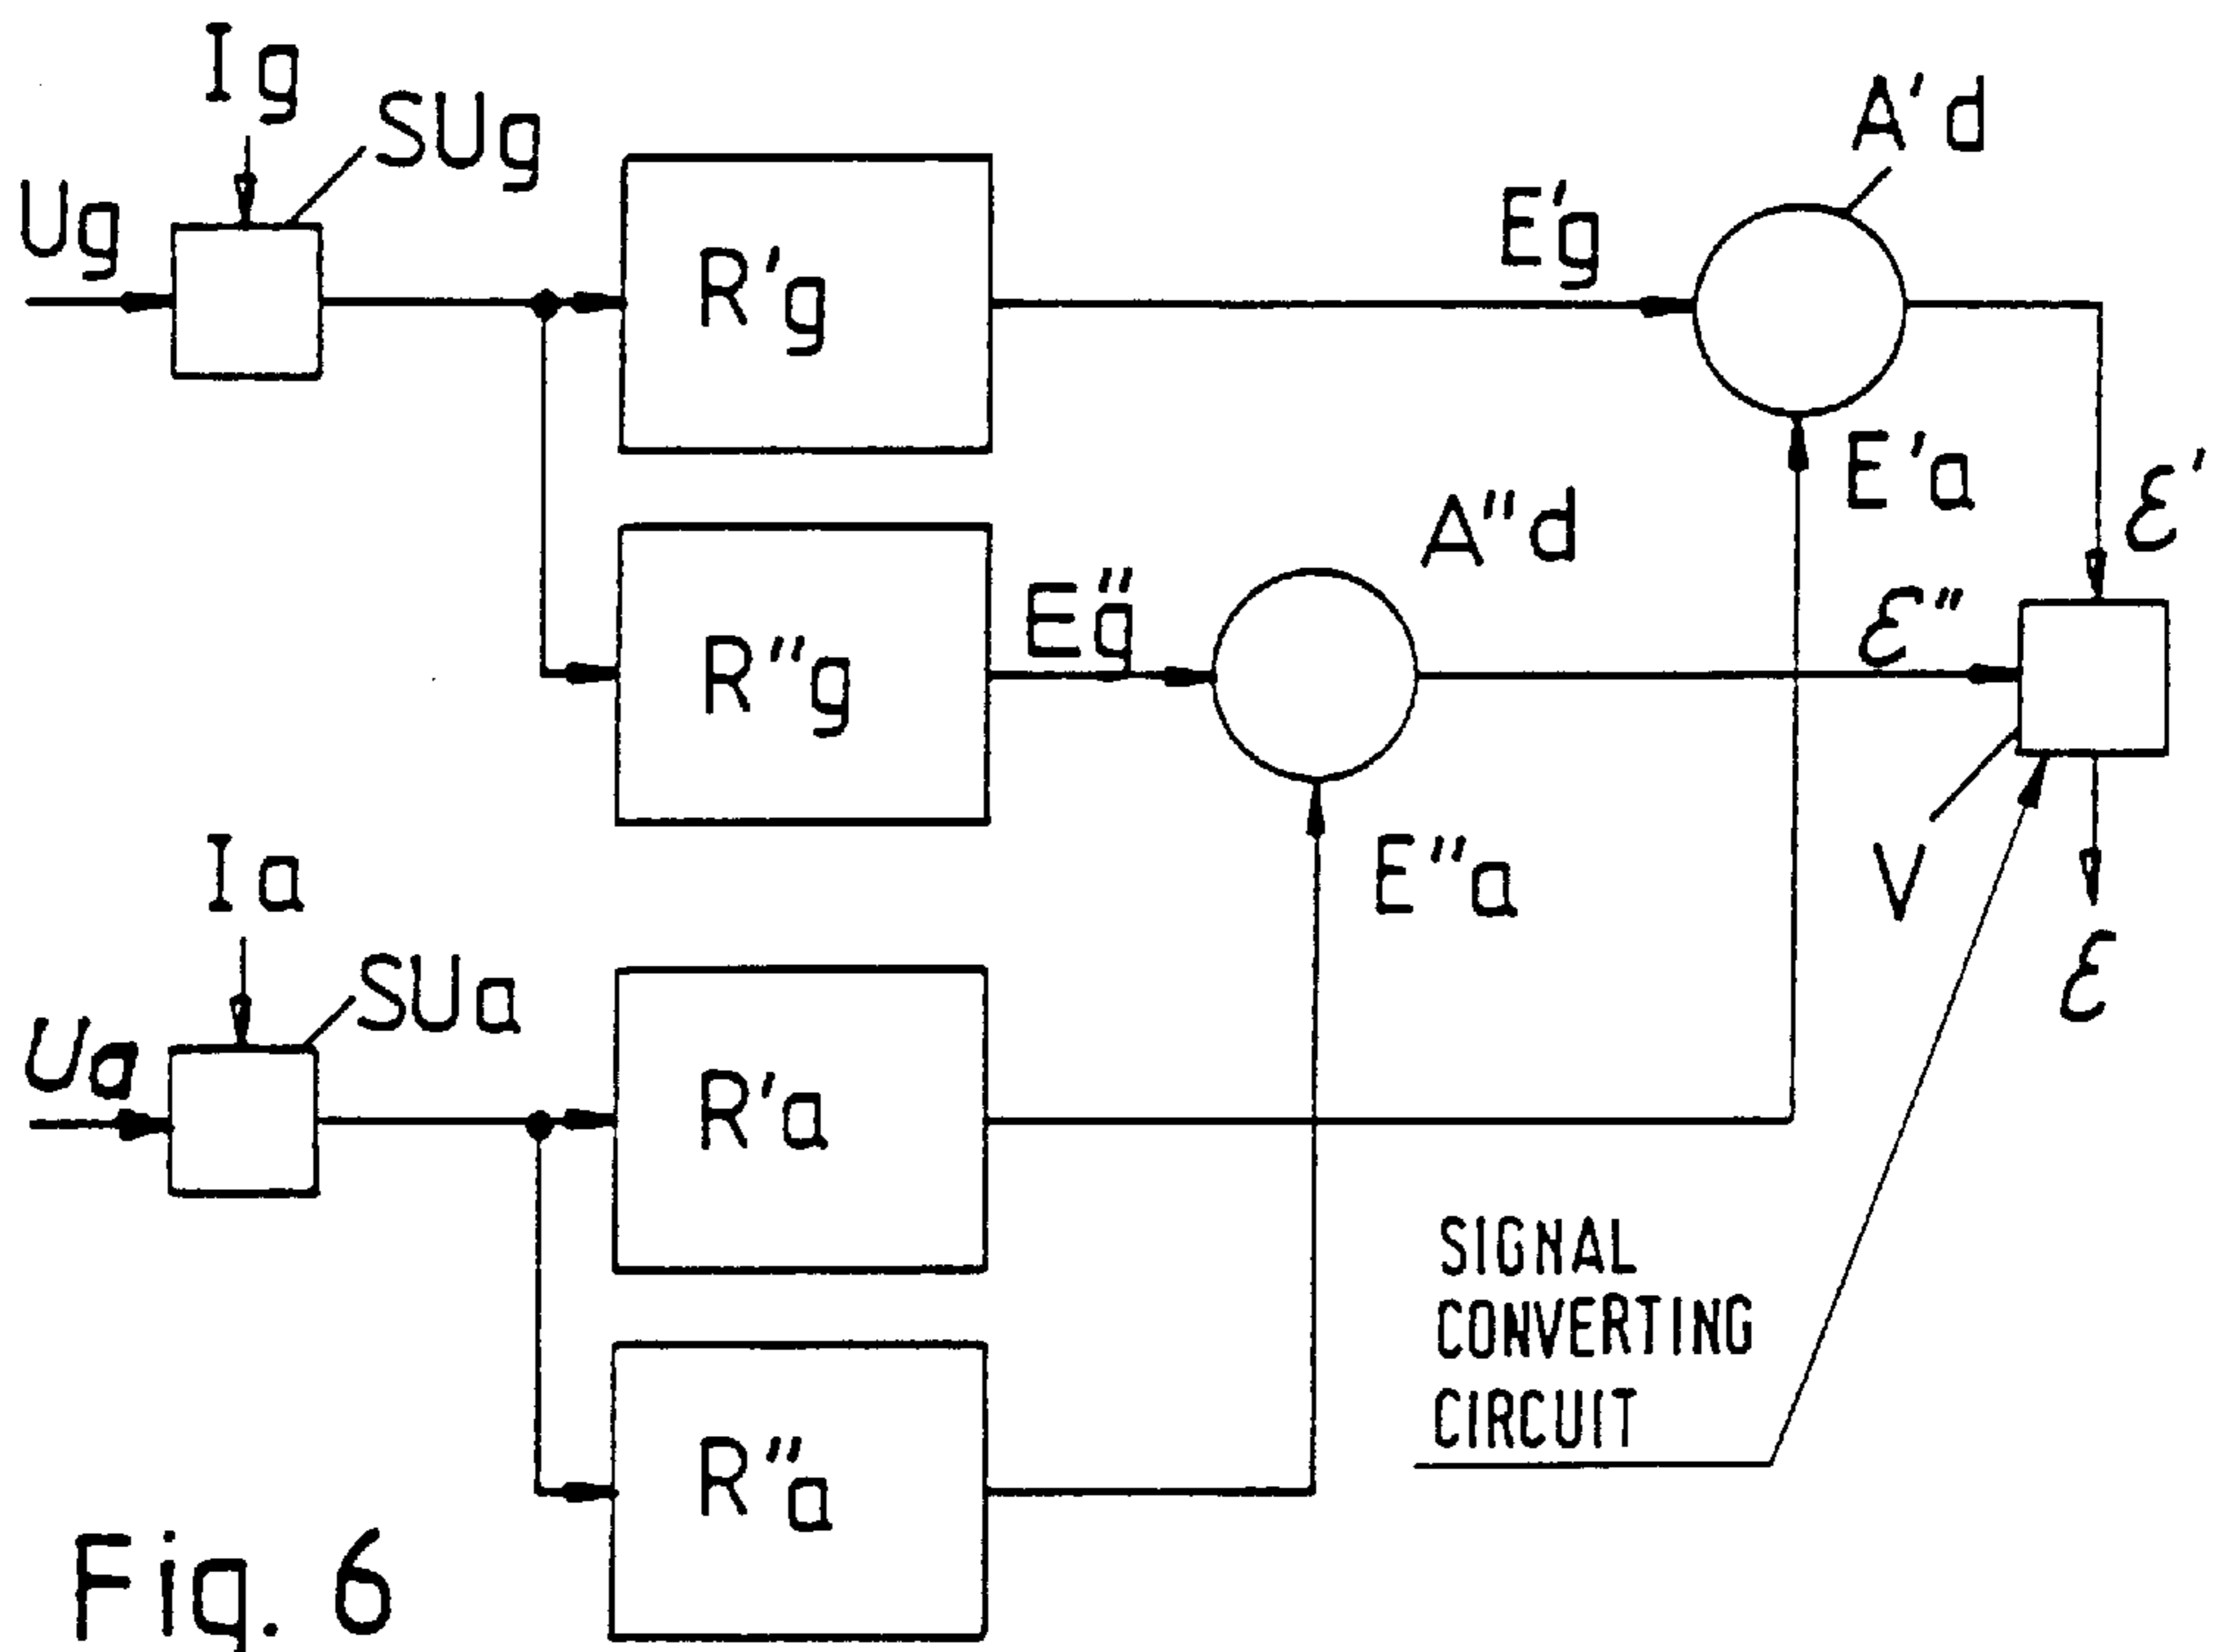 Ig
SUg
Ug
R'g
E'g
A'd
E'a
ε'
R"g
E"g
A"d
ε"
V
ε
Ia
SUa
Ua
R'a
E"a
R"a
SIGNAL
CONVERTING
CIRCUIT
Fig. 6